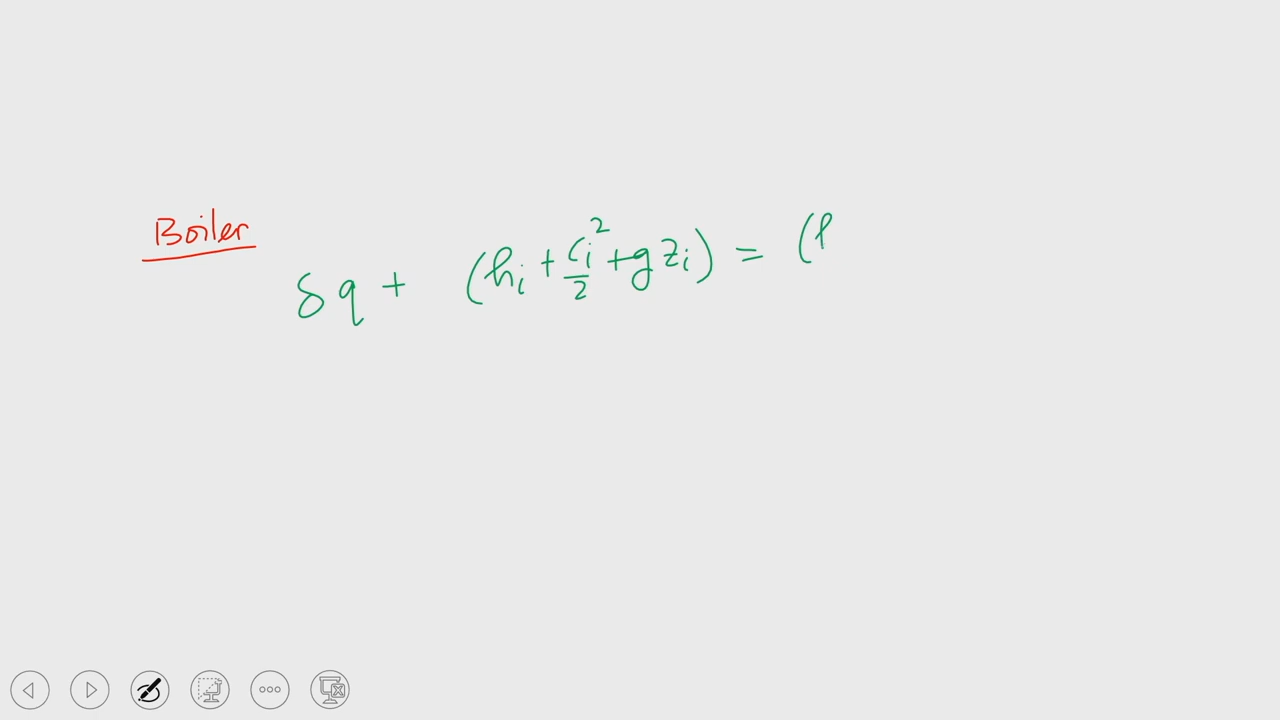 Boiler
δq + (hᵢ + cᵢ²/2 + gzᵢ) = (